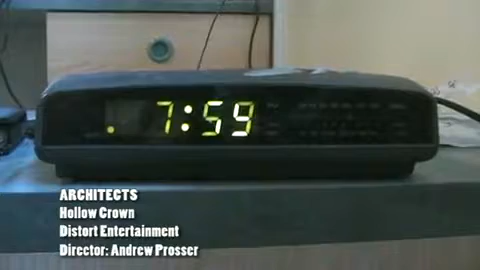 7:59
ARCHITECTS
Hollow Crown
Distort Entertainment
Director: Andrew Prosser